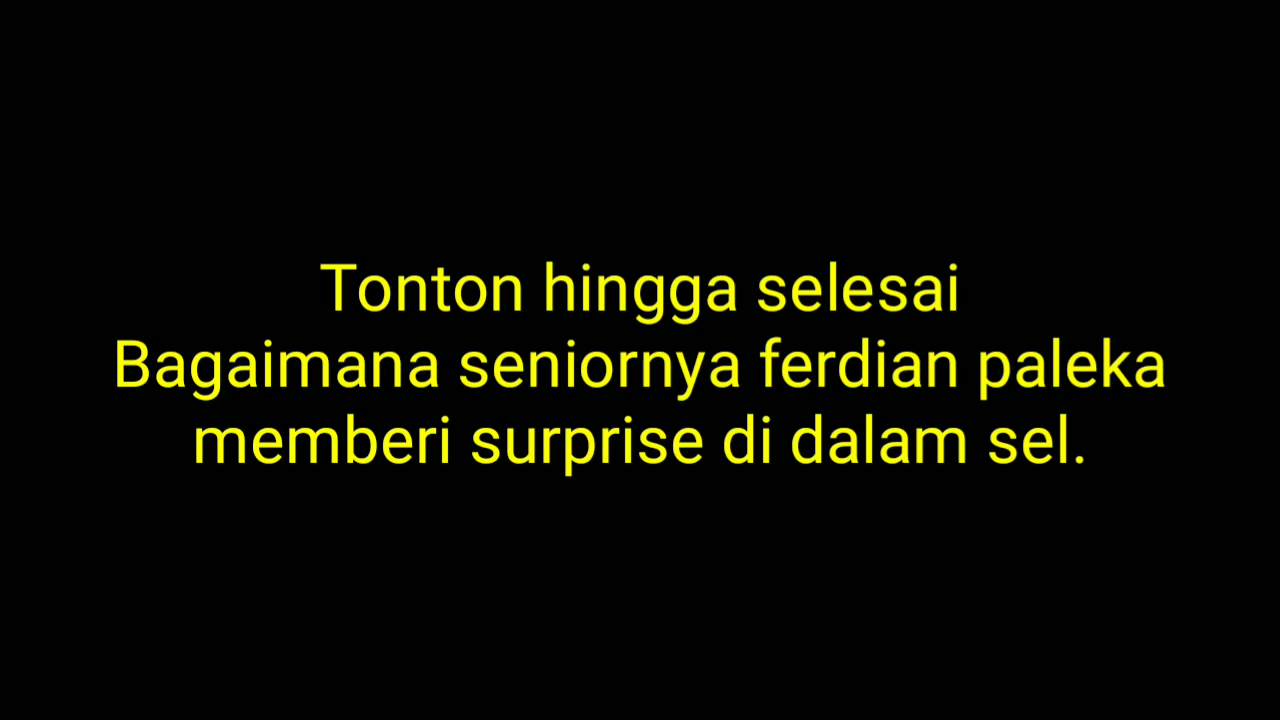 Tonton hingga selesai
Bagaimana seniornya ferdian paleka
memberi surprise di dalam sel.